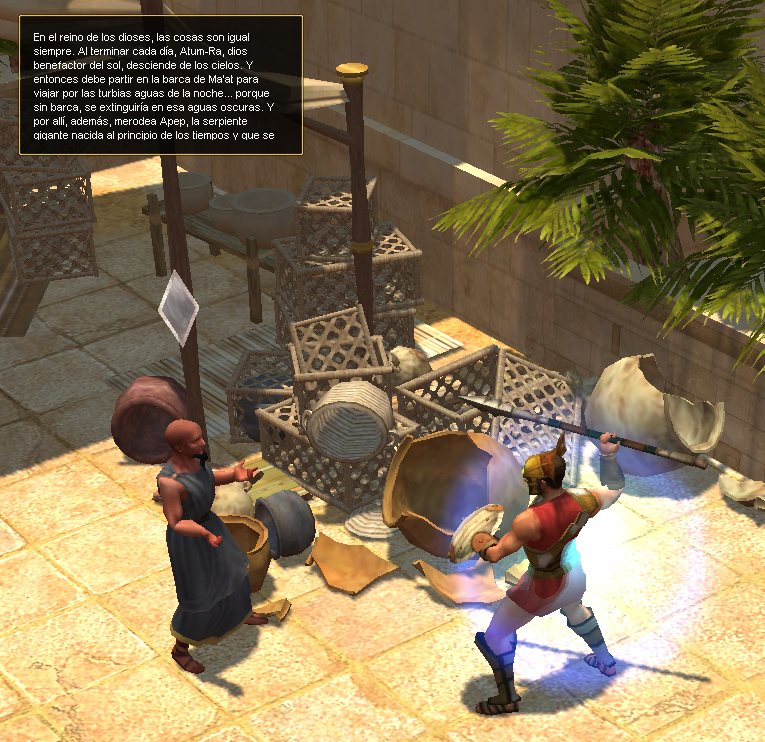 En el reino de los dioses, las cosas son igual
siempre. Al terminar cada día, Atum-Ra, dios
benefactor del sol, desciende de los cielos. Y
entonces debe partir en la barca de Ma'at para
viajar por las turbias aguas de la noche... porque
sin barca, se extinguiría en esa aguas oscuras. Y
por allí, además, merodea Apep, la serpiente
gigante nacida al principio de los tiempos y que se